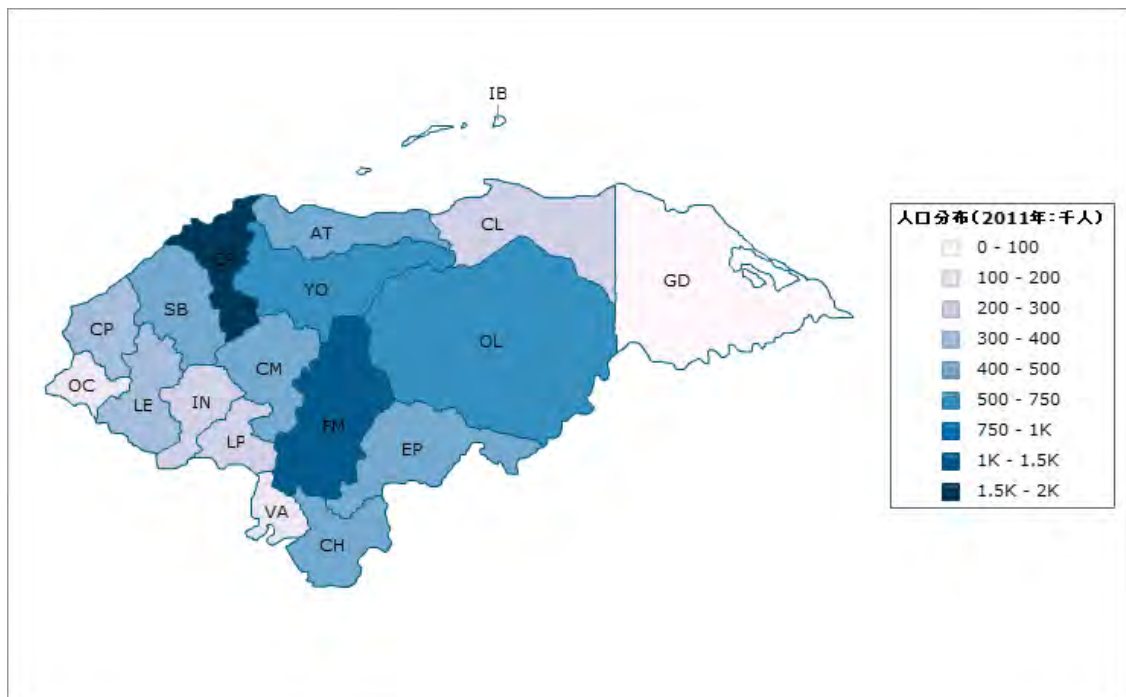 IB
AT
CL
GD
CR
YO
SB
CP
OL
CM
OC
LE
IN
FM
LP
EP
VA
CH
人口分布(2011年:千人)
0 - 100
100 - 200
200 - 300
300 - 400
400 - 500
500 - 750
750 - 1K
1K - 1.5K
1.5K - 2K